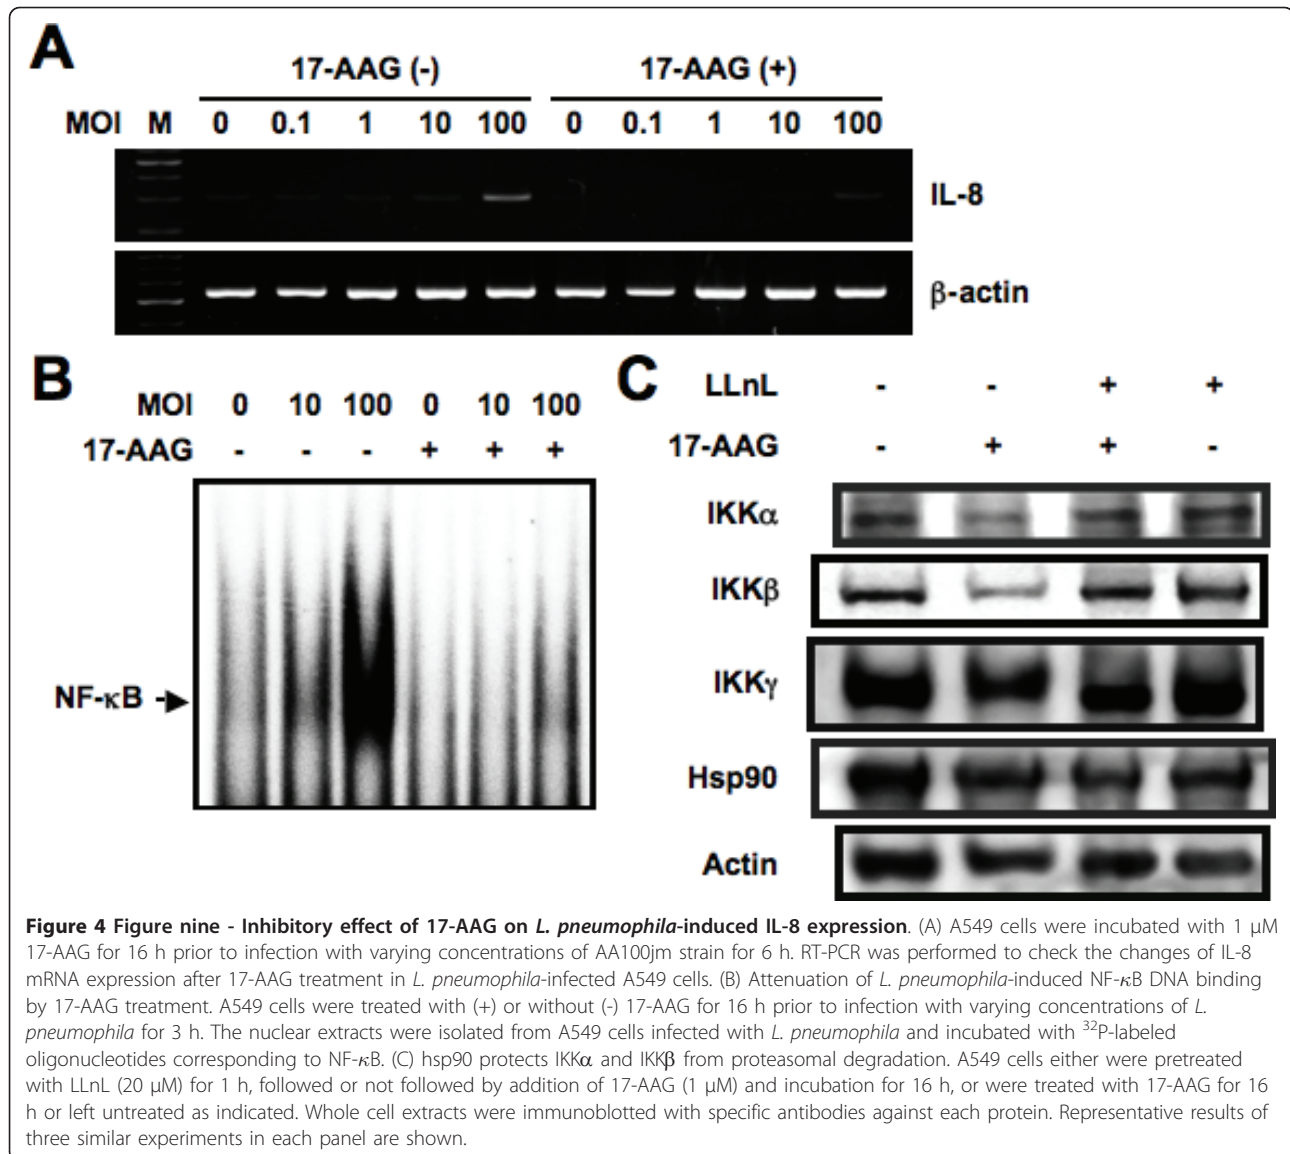 A
17-AAG (-) 17-AAG (+)
MOI M 0 0.1 1 10 100 0 0.1 1 10 100
IL-8
β-actin
B
MOI 0 10 100 0 10 100
17-AAG - - - + + +
NF-κB
C
LLnL - - + +
17-AAG - + + -
IKKα
IKKβ
IKKγ
Hsp90
Actin
Figure 4 Figure nine - Inhibitory effect of 17-AAG on L. pneumophila-induced IL-8 expression. (A) A549 cells were incubated with 1 μM
17-AAG for 16 h prior to infection with varying concentrations of AA100jm strain for 6 h. RT-PCR was performed to check the changes of IL-8
mRNA expression after 17-AAG treatment in L. pneumophila-infected A549 cells. (B) Attenuation of L. pneumophila-induced NF-κB DNA binding
by 17-AAG treatment. A549 cells were treated with (+) or without (-) 17-AAG for 16 h prior to infection with varying concentrations of L.
pneumophila for 3 h. The nuclear extracts were isolated from A549 cells infected with L. pneumophila and incubated with ³²P-labeled
oligonucleotides corresponding to NF-κB. (C) hsp90 protects IKKα and IKKβ from proteasomal degradation. A549 cells either were pretreated
with LLnL (20 μM) for 1 h, followed or not followed by addition of 17-AAG (1 μM) and incubation for 16 h, or were treated with 17-AAG for 16
h or left untreated as indicated. Whole cell extracts were immunoblotted with specific antibodies against each protein. Representative results of
three similar experiments in each panel are shown.